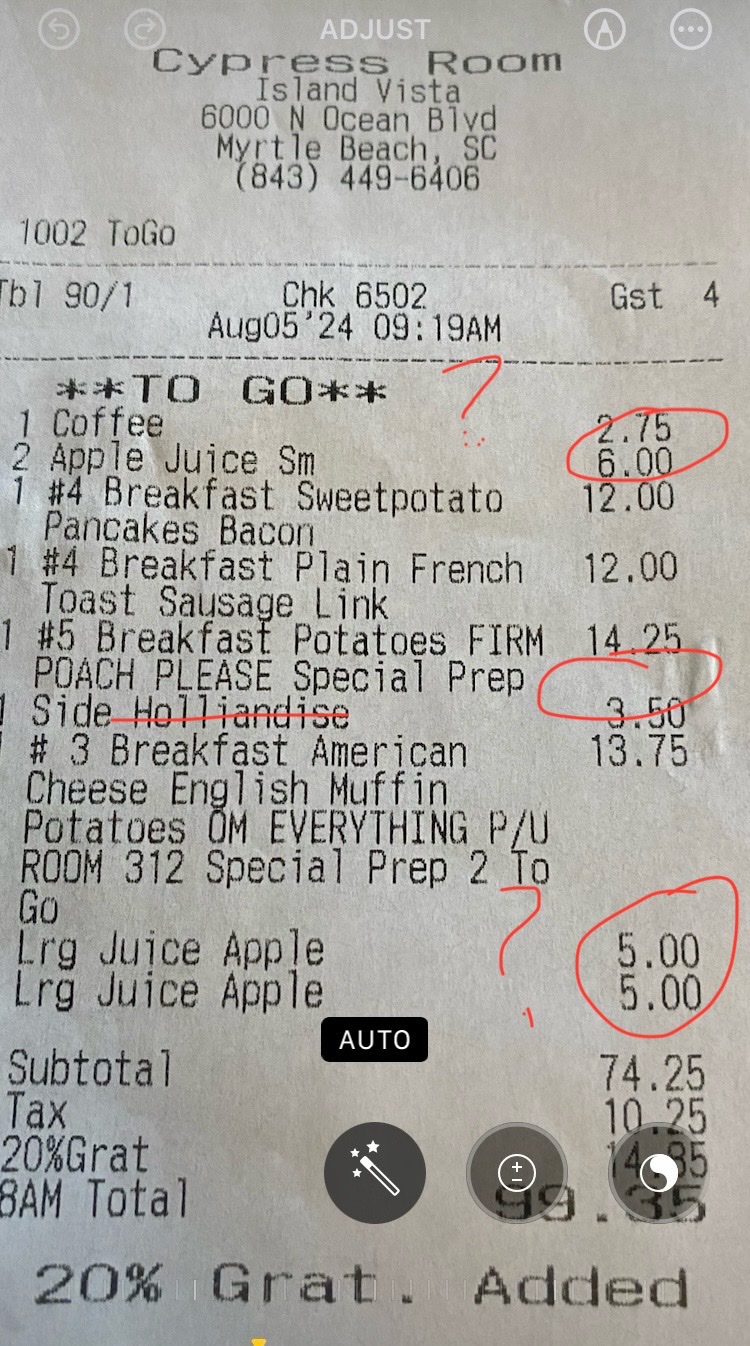 ADJUST
Cypress Room
Island Vista
6000 N Ocean Blvd
Myrtle Beach, SC
(843) 449-6406
1002 ToGo
Tbl 90/1 Chk 6502 Gst 4
Aug05'24 09:19AM
**TO GO** ?
1 Coffee 2.75
2 Apple Juice Sm 6.00
1 #4 Breakfast Sweetpotato 12.00
Pancakes Bacon
1 #4 Breakfast Plain French 12.00
Toast Sausage Link
1 #5 Breakfast Potatoes FIRM 14.25
POACH PLEASE Special Prep
1 Side Holliandise 3.50
# 3 Breakfast American 13.75
Cheese English Muffin
Potatoes OM EVERYTHING P/U
ROOM 312 Special Prep 2 To
Go ?
Lrg Juice Apple 5.00
Lrg Juice Apple 5.00
AUTO
Subtotal 74.25
Tax 10.25
20%Grat 14.85
8AM Total 99.35
20% Grat. Added